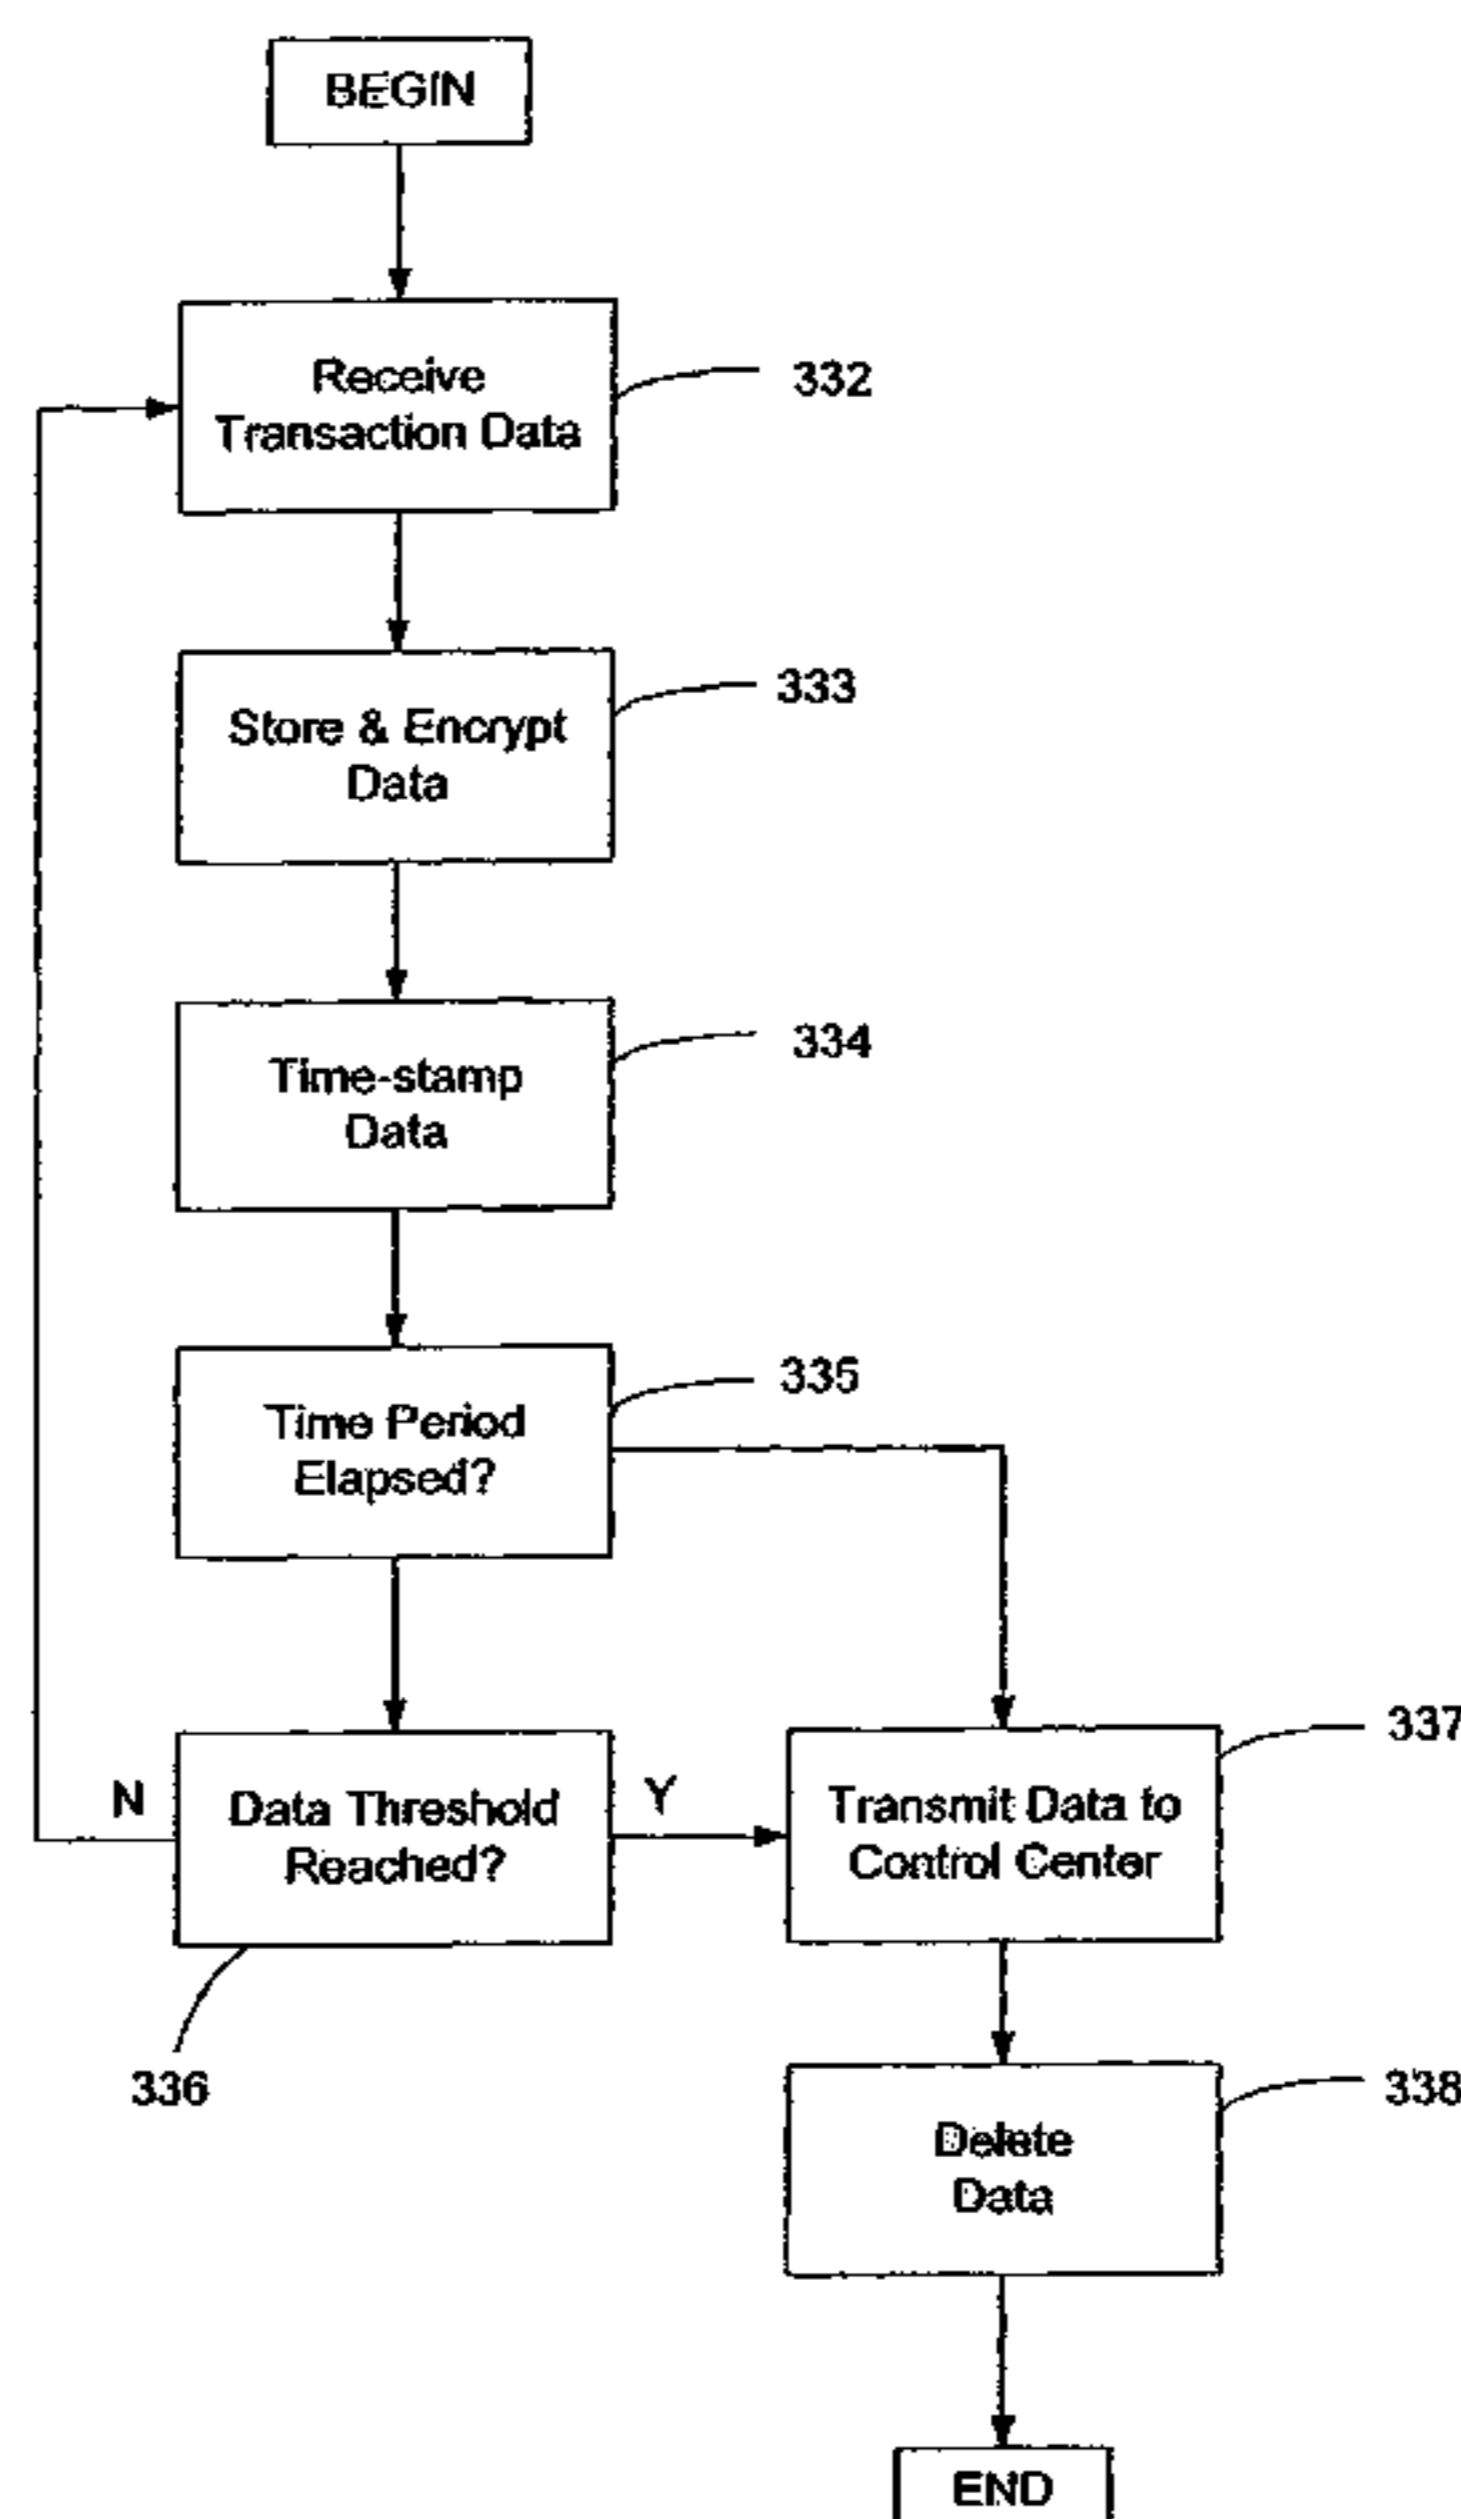 BEGIN
Receive
Transaction Data
332
Store & Encrypt
Data
333
Time-stamp
Data
334
Time Period
Elapsed?
335
N
Data Threshold
Reached?
Y
Transmit Data to
Control Center
337
336
Delete
Data
338
END